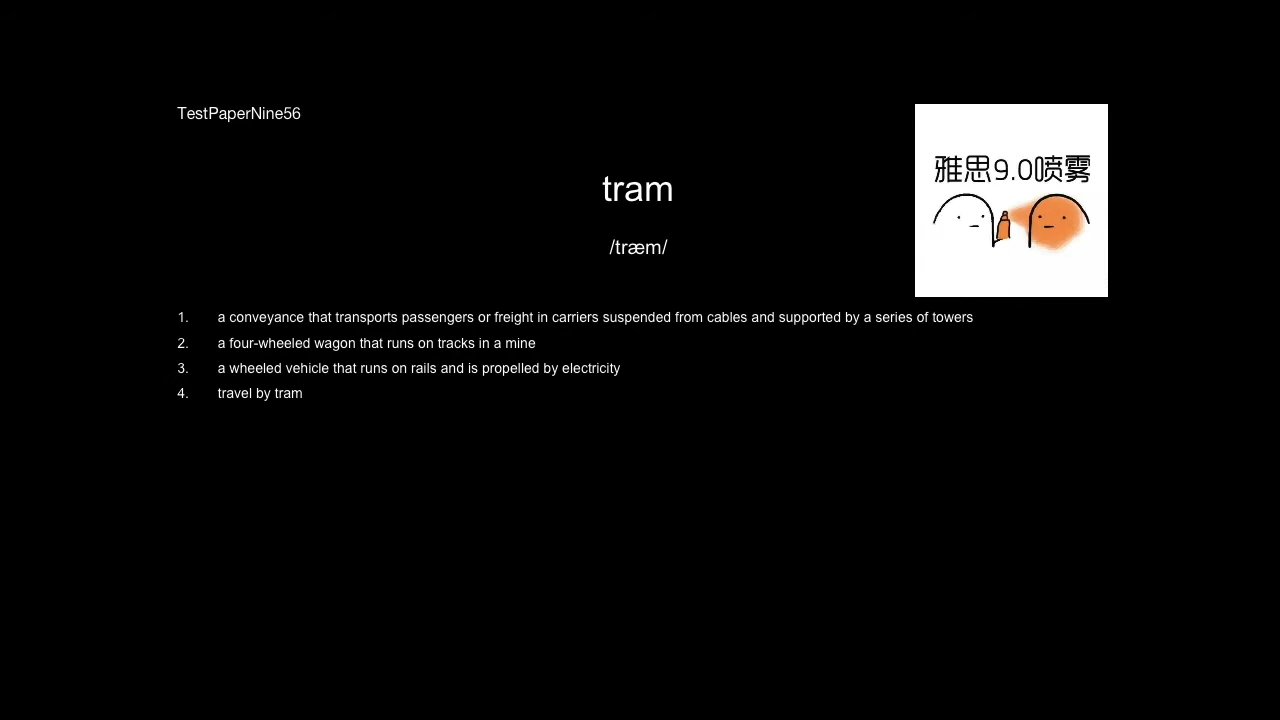 TestPaperNine56
雅思9.0喷雾
tram
/træm/
1. a conveyance that transports passengers or freight in carriers suspended from cables and supported by a series of towers
2. a four-wheeled wagon that runs on tracks in a mine
3. a wheeled vehicle that runs on rails and is propelled by electricity
4. travel by tram